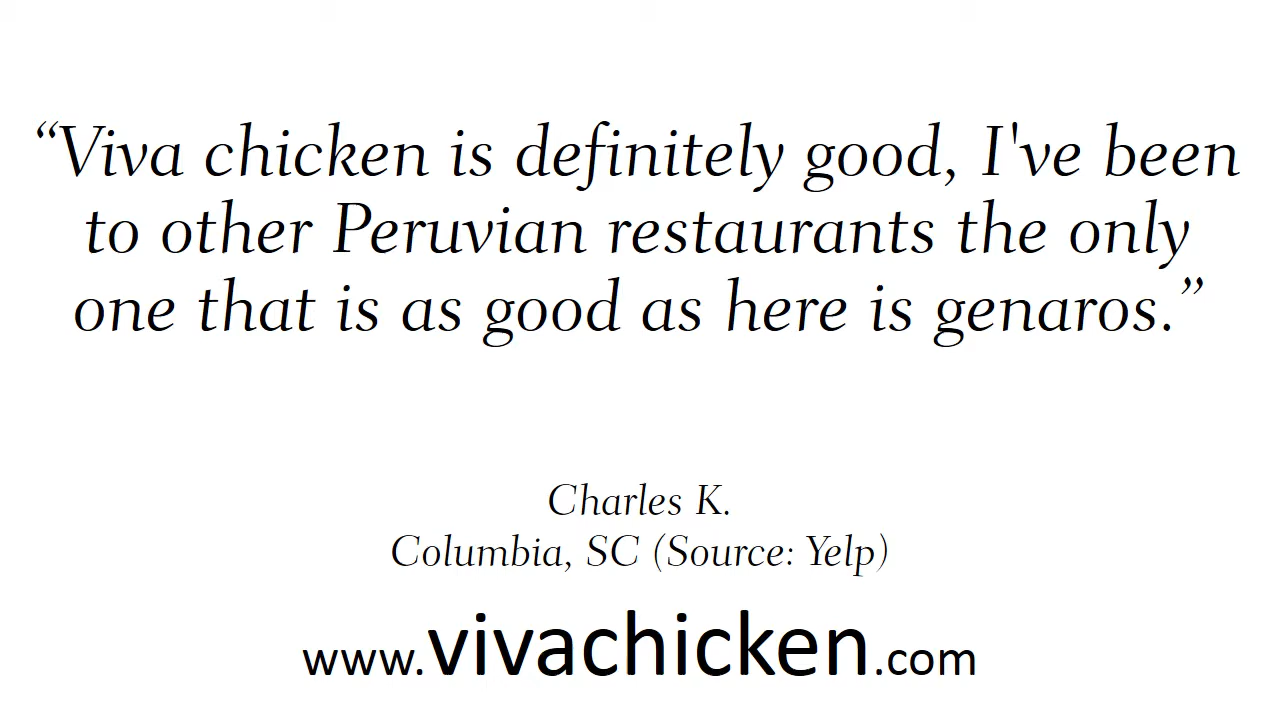 “Viva chicken is definitely good, I've been
to other Peruvian restaurants the only
one that is as good as here is genaros.”
Charles K.
Columbia, SC (Source: Yelp)
www.vivachicken.com